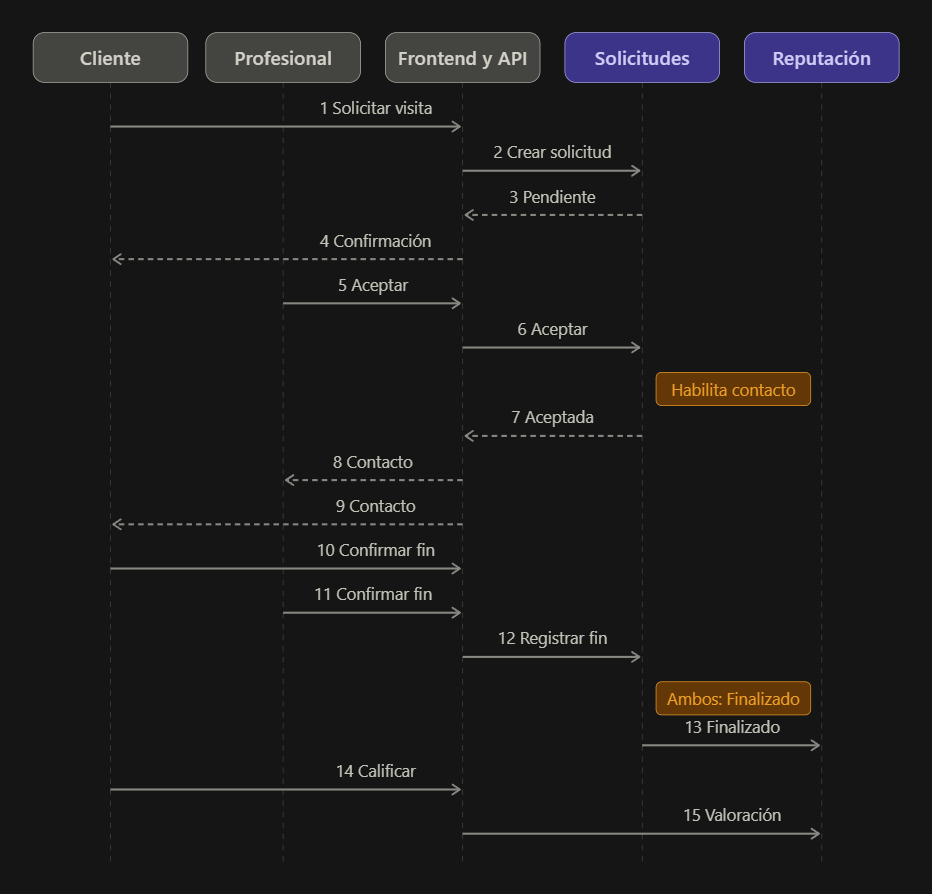 Cliente
Profesional
Frontend y API
Solicitudes
Reputación
1 Solicitar visita
2 Crear solicitud
3 Pendiente
4 Confirmación
5 Aceptar
6 Aceptar
Habilita contacto
7 Aceptada
8 Contacto
9 Contacto
10 Confirmar fin
11 Confirmar fin
12 Registrar fin
Ambos: Finalizado
13 Finalizado
14 Calificar
15 Valoración